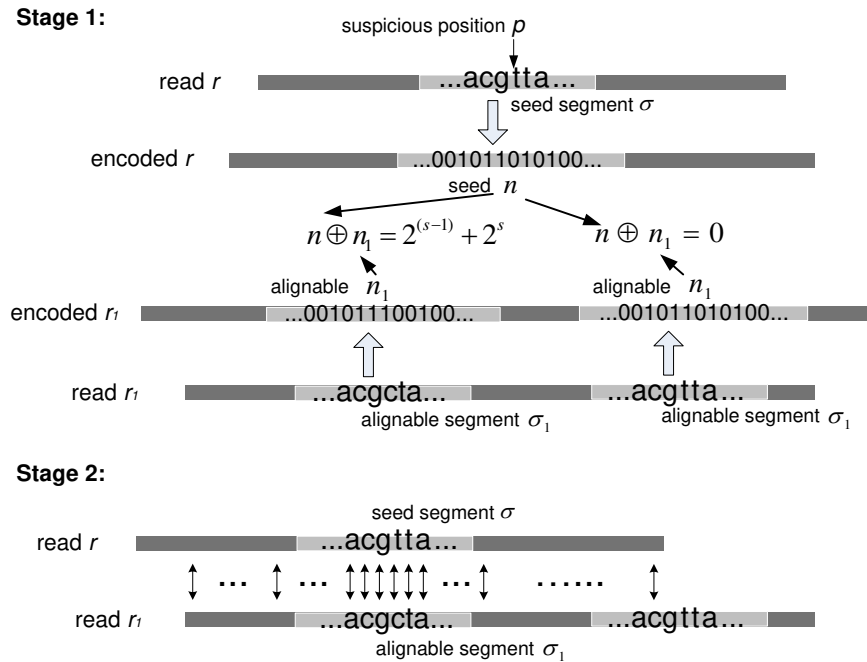 Stage 1:
suspicious position p
read r ...acgtta...
seed segment σ
encoded r ...001011010100...
seed n
n ⊕ n₁ = 2⁽ˢ⁻¹⁾ + 2ˢ n ⊕ n₁ = 0
alignable n₁ alignable n₁
encoded r₁ ...001011100100... ...001011010100...
read r₁ ...acgcta... ...acgtta...
alignable segment σ₁ alignable segment σ₁
Stage 2:
seed segment σ
read r ...acgtta...
... ... ... ......
read r₁ ...acgcta... ...acgtta...
alignable segment σ₁